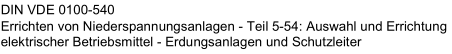 DIN VDE 0100-540
Errichten von Niederspannungsanlagen - Teil 5-54: Auswahl und Errichtung
elektrischer Betriebsmittel - Erdungsanlagen und Schutzleiter